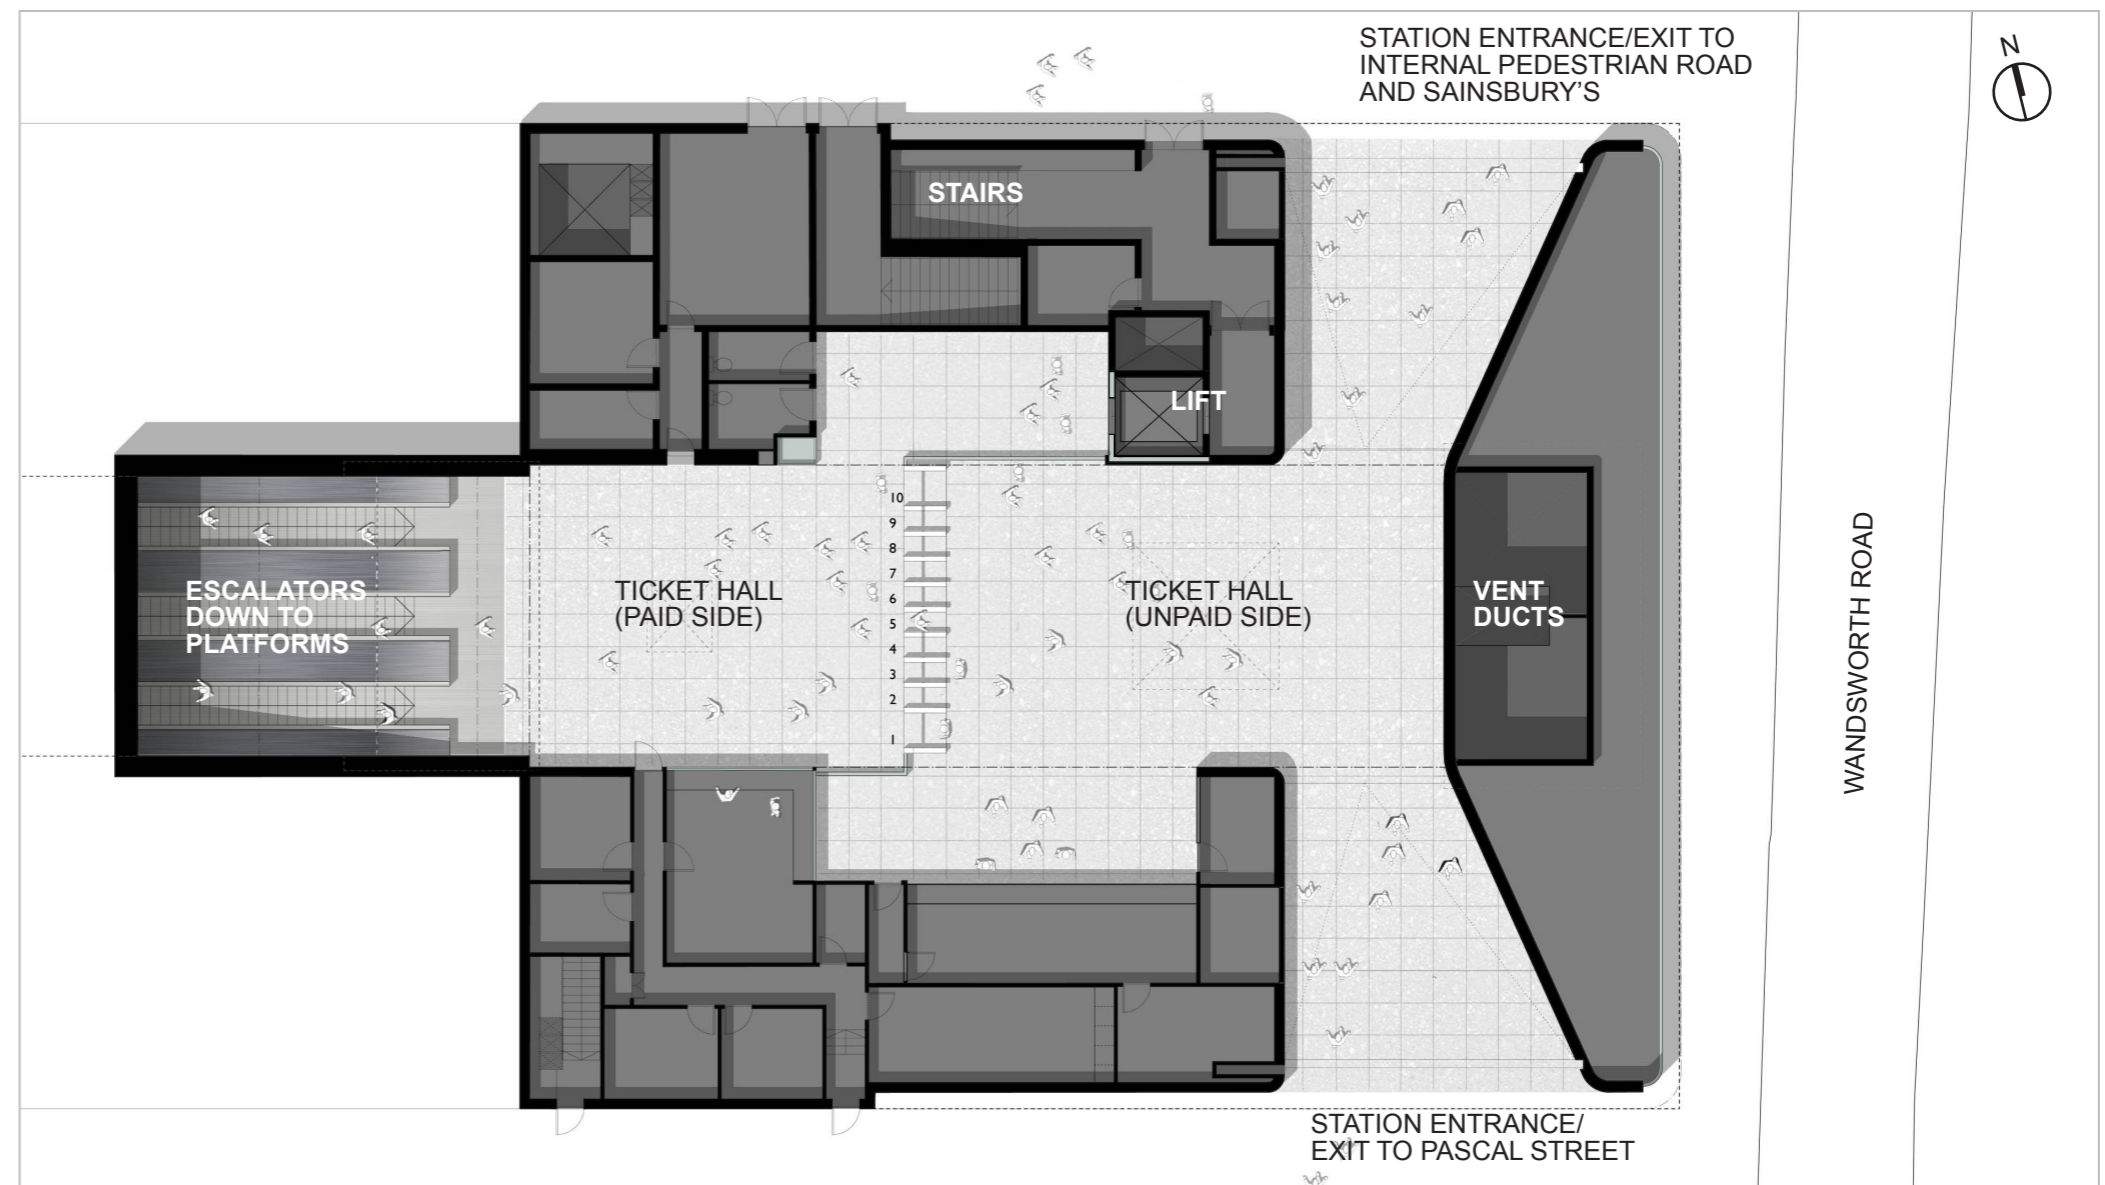 STATION ENTRANCE/EXIT TO
INTERNAL PEDESTRIAN ROAD
AND SAINSBURY'S
N
STAIRS
LIFT
10
9
8
7
6
5
4
3
2
1
ESCALATORS
DOWN TO
PLATFORMS
TICKET HALL
(PAID SIDE)
TICKET HALL
(UNPAID SIDE)
VENT
DUCTS
WANDSWORTH ROAD
STATION ENTRANCE/
EXIT TO PASCAL STREET